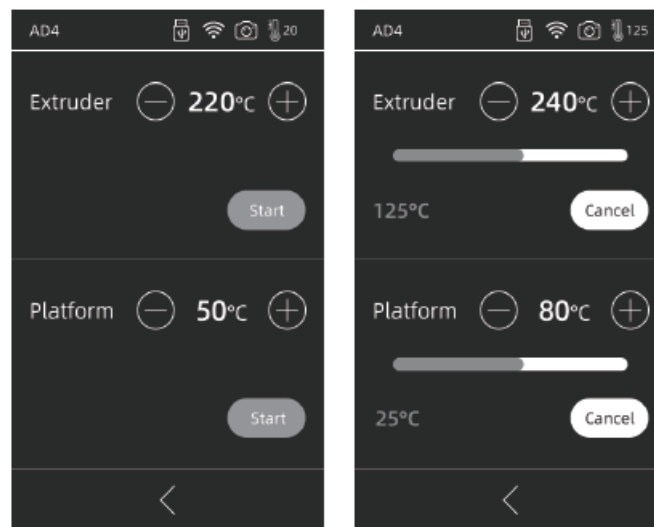 AD4 20
Extruder 220°C
Start
Platform 50°C
Start
AD4 125
Extruder 240°C
125°C Cancel
Platform 80°C
25°C Cancel